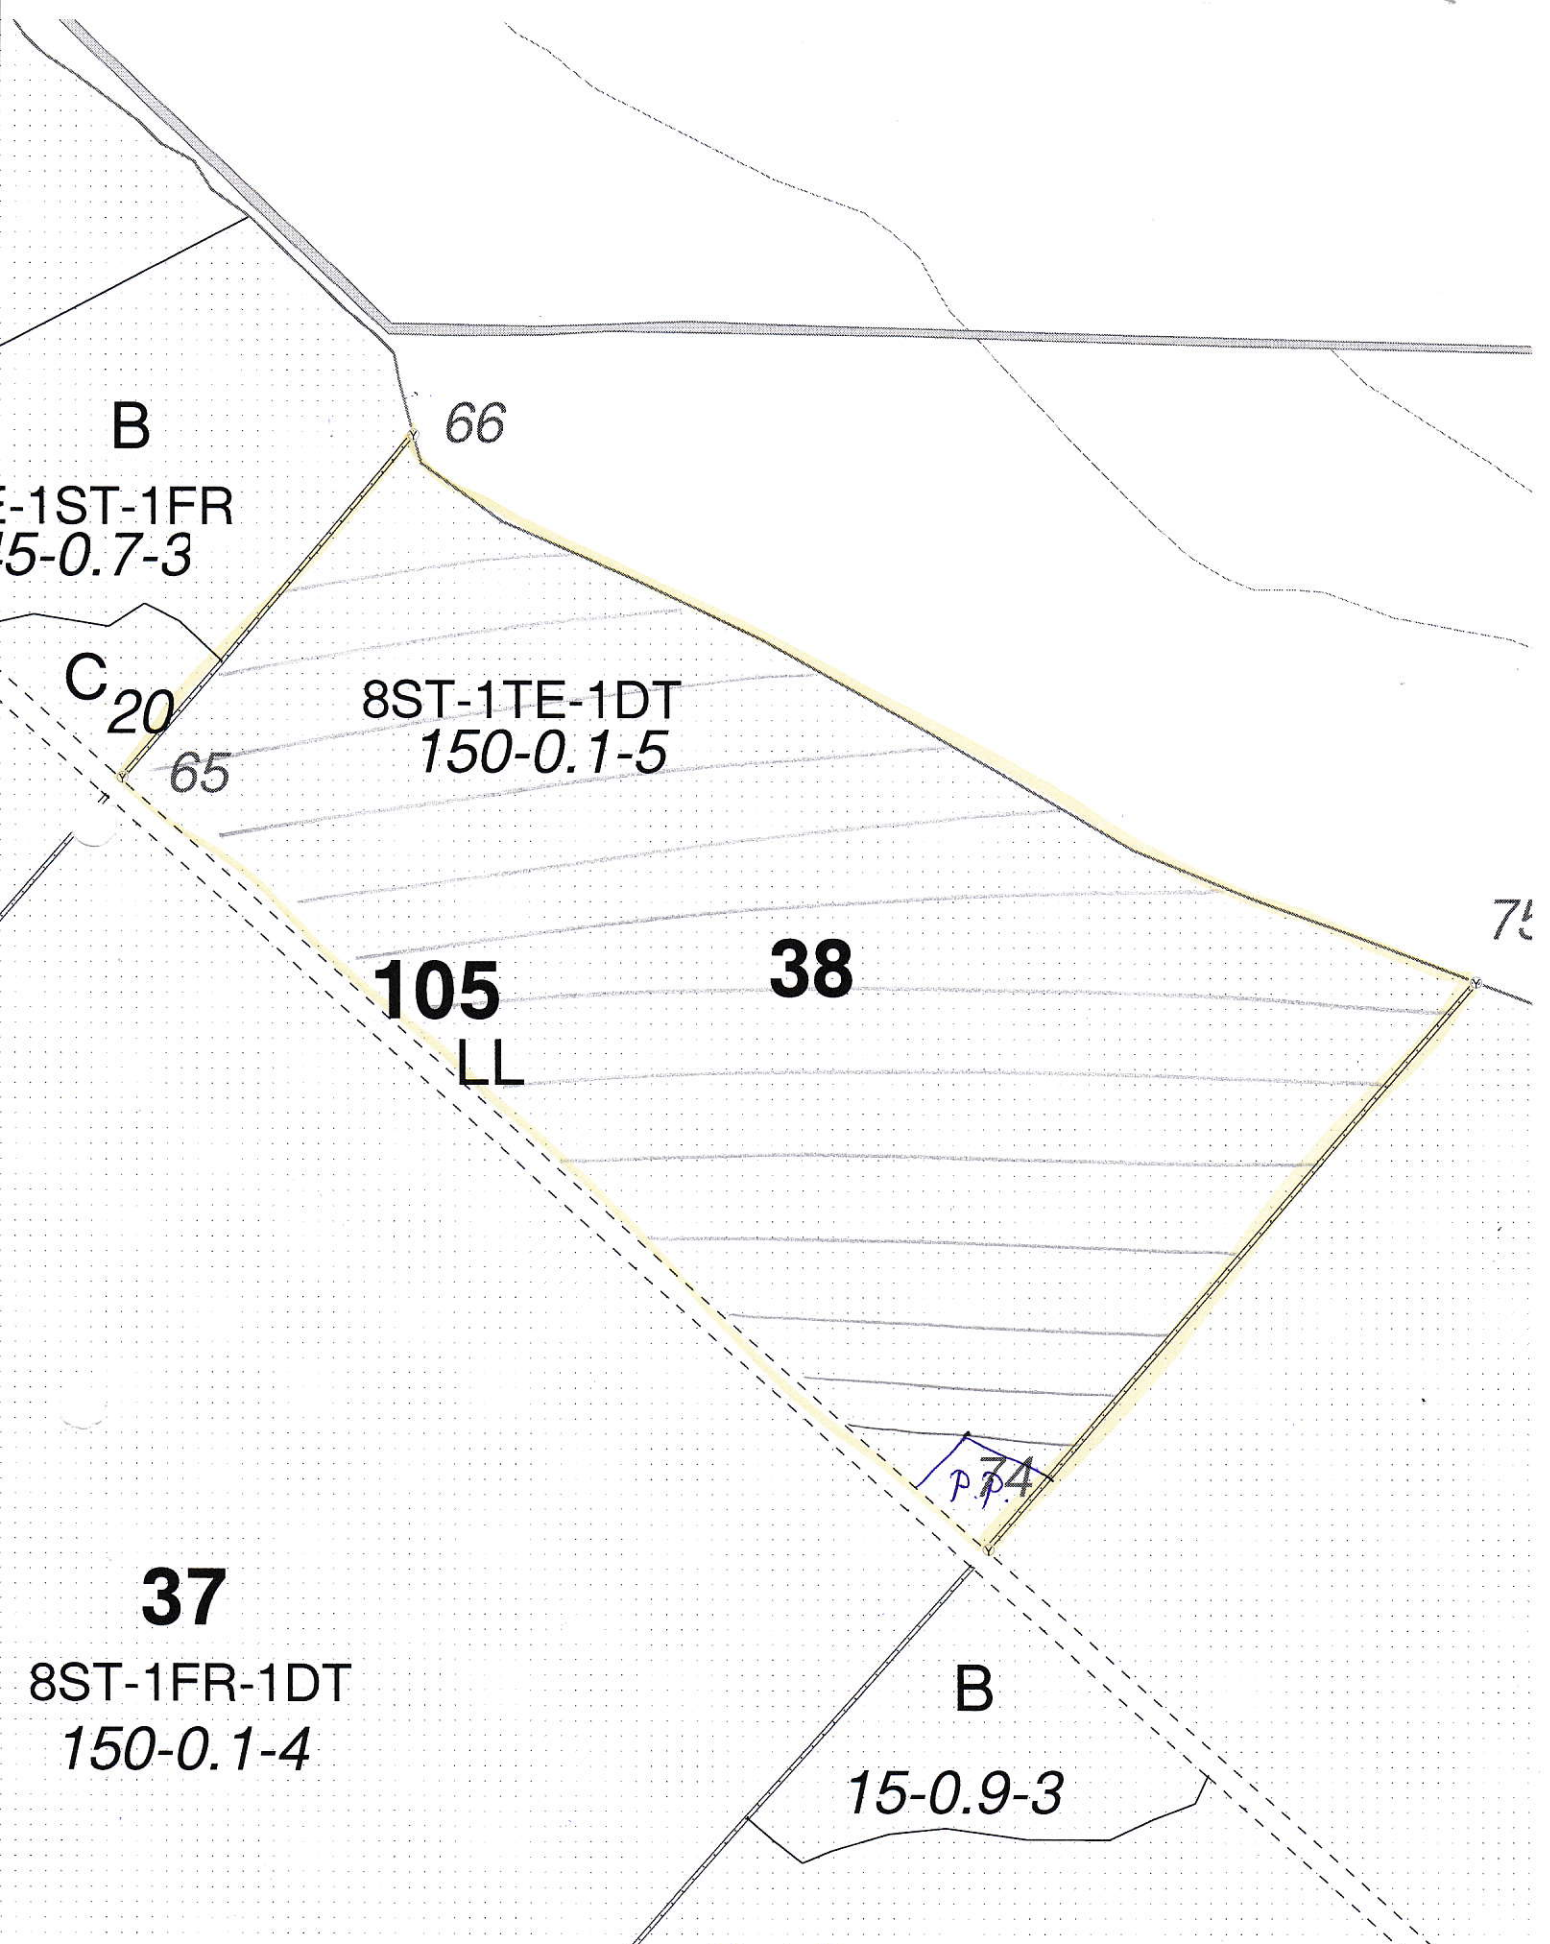 66
B
-1ST-1FR
5-0.7-3
C 20
65
8ST-1TE-1DT
150-0.1-5
75
38
105
LL
74
P.P.
37
8ST-1FR-1DT
150-0.1-4
B
15-0.9-3